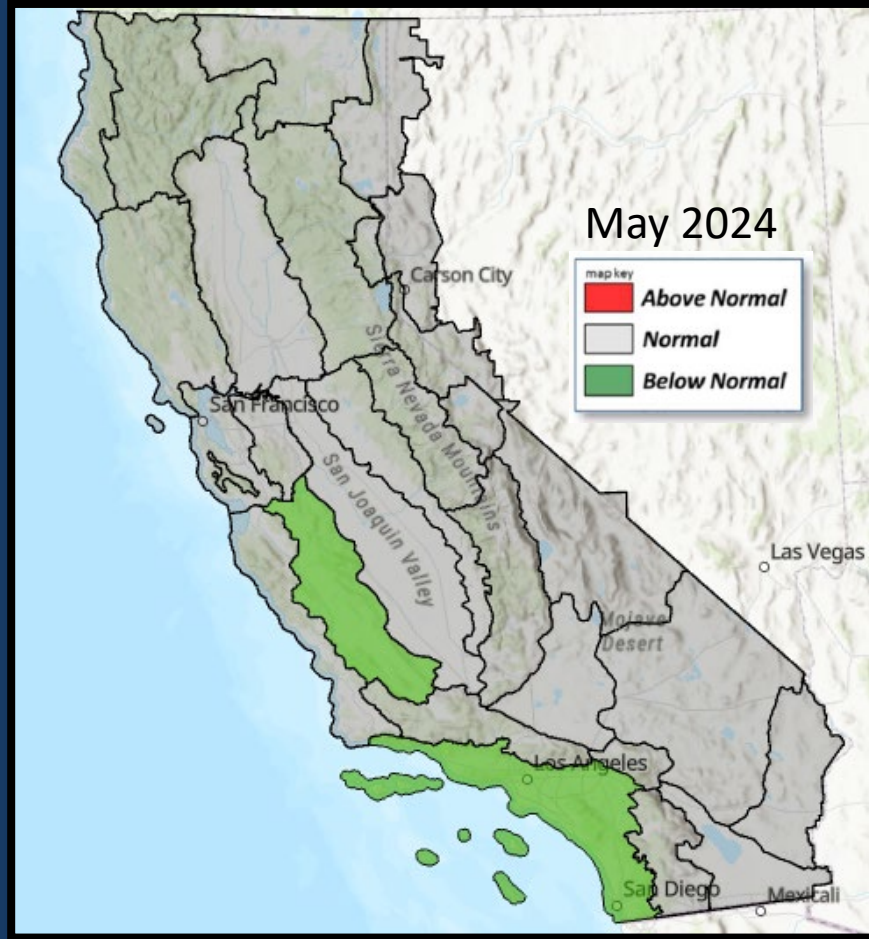 May 2024
map key
Above Normal
Normal
Below Normal
Carson City
Sierra Nevada Mountains
San Francisco
San Joaquin Valley
Las Vegas
Mojave
Desert
Los Angeles
San Diego
Mexicali